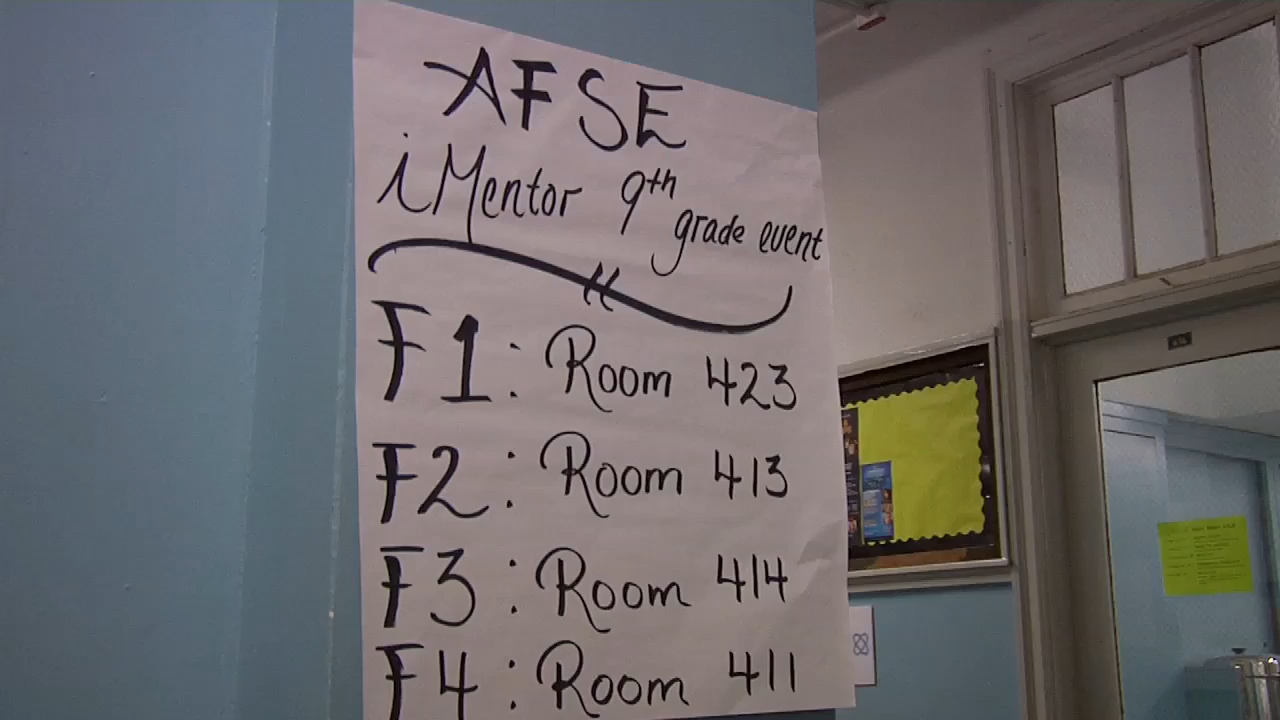 AFSE
iMentor 9th grade event
F1: Room 423
F2: Room 413
F3: Room 414
F4: Room 411